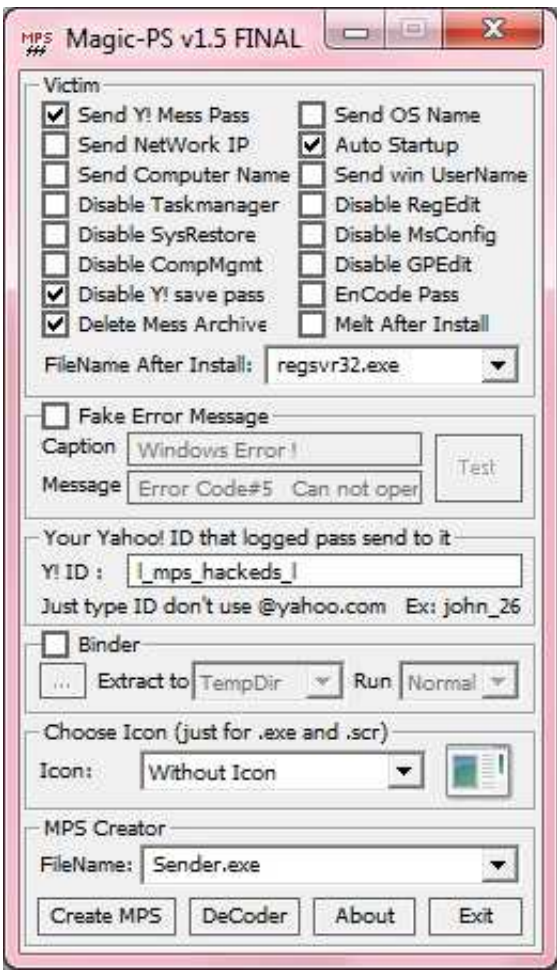 MPS Magic-PS v1.5 FINAL
Victim
Send Y! Mess Pass Send OS Name
Send NetWork IP Auto Startup
Send Computer Name Send win UserName
Disable Taskmanager Disable RegEdit
Disable SysRestore Disable MsConfig
Disable CompMgmt Disable GPEdit
Disable Y! save pass EnCode Pass
Delete Mess Archive Melt After Install
FileName After Install: regsvr32.exe
Fake Error Message
Caption Windows Error !
Test
Message Error Code#5 Can not oper
Your Yahoo! ID that logged pass send to it
Y! ID : l_mps_hackeds_l
Just type ID don't use @yahoo.com Ex: john_26
Binder
... Extract to TempDir Run Normal
Choose Icon (just for .exe and .scr)
Icon: Without Icon
MPS Creator
FileName: Sender.exe
Create MPS DeCoder About Exit